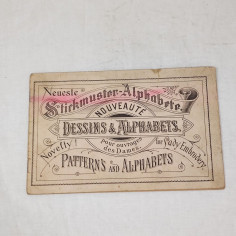 Neueste
Stickmuster-Alphabete.
NOUVEAUTÉ
DESSINS & ALPHABETS.
Novelty! pour ouvrages des Dames. for Lady Embroidery
PATTERNS AND ALPHABETS